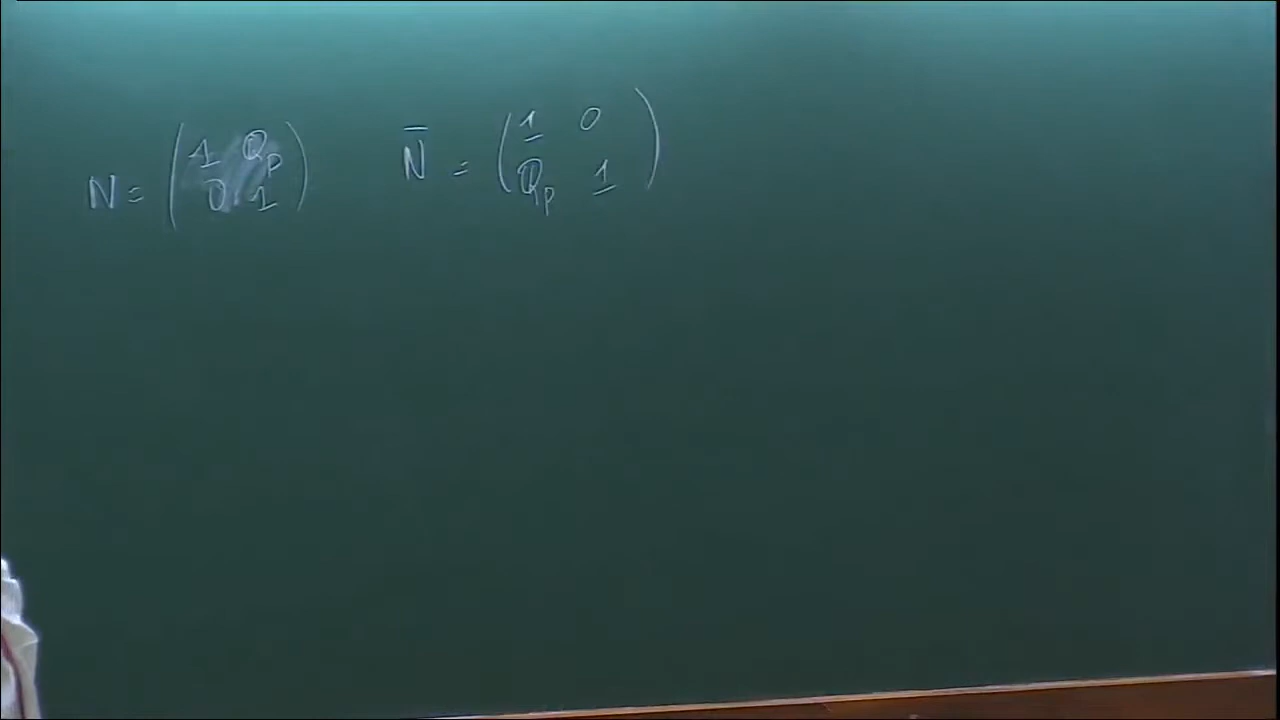 N = ( 1 Q_p      N̄ = ( 1 0 )
0 1 )      Q_p 1